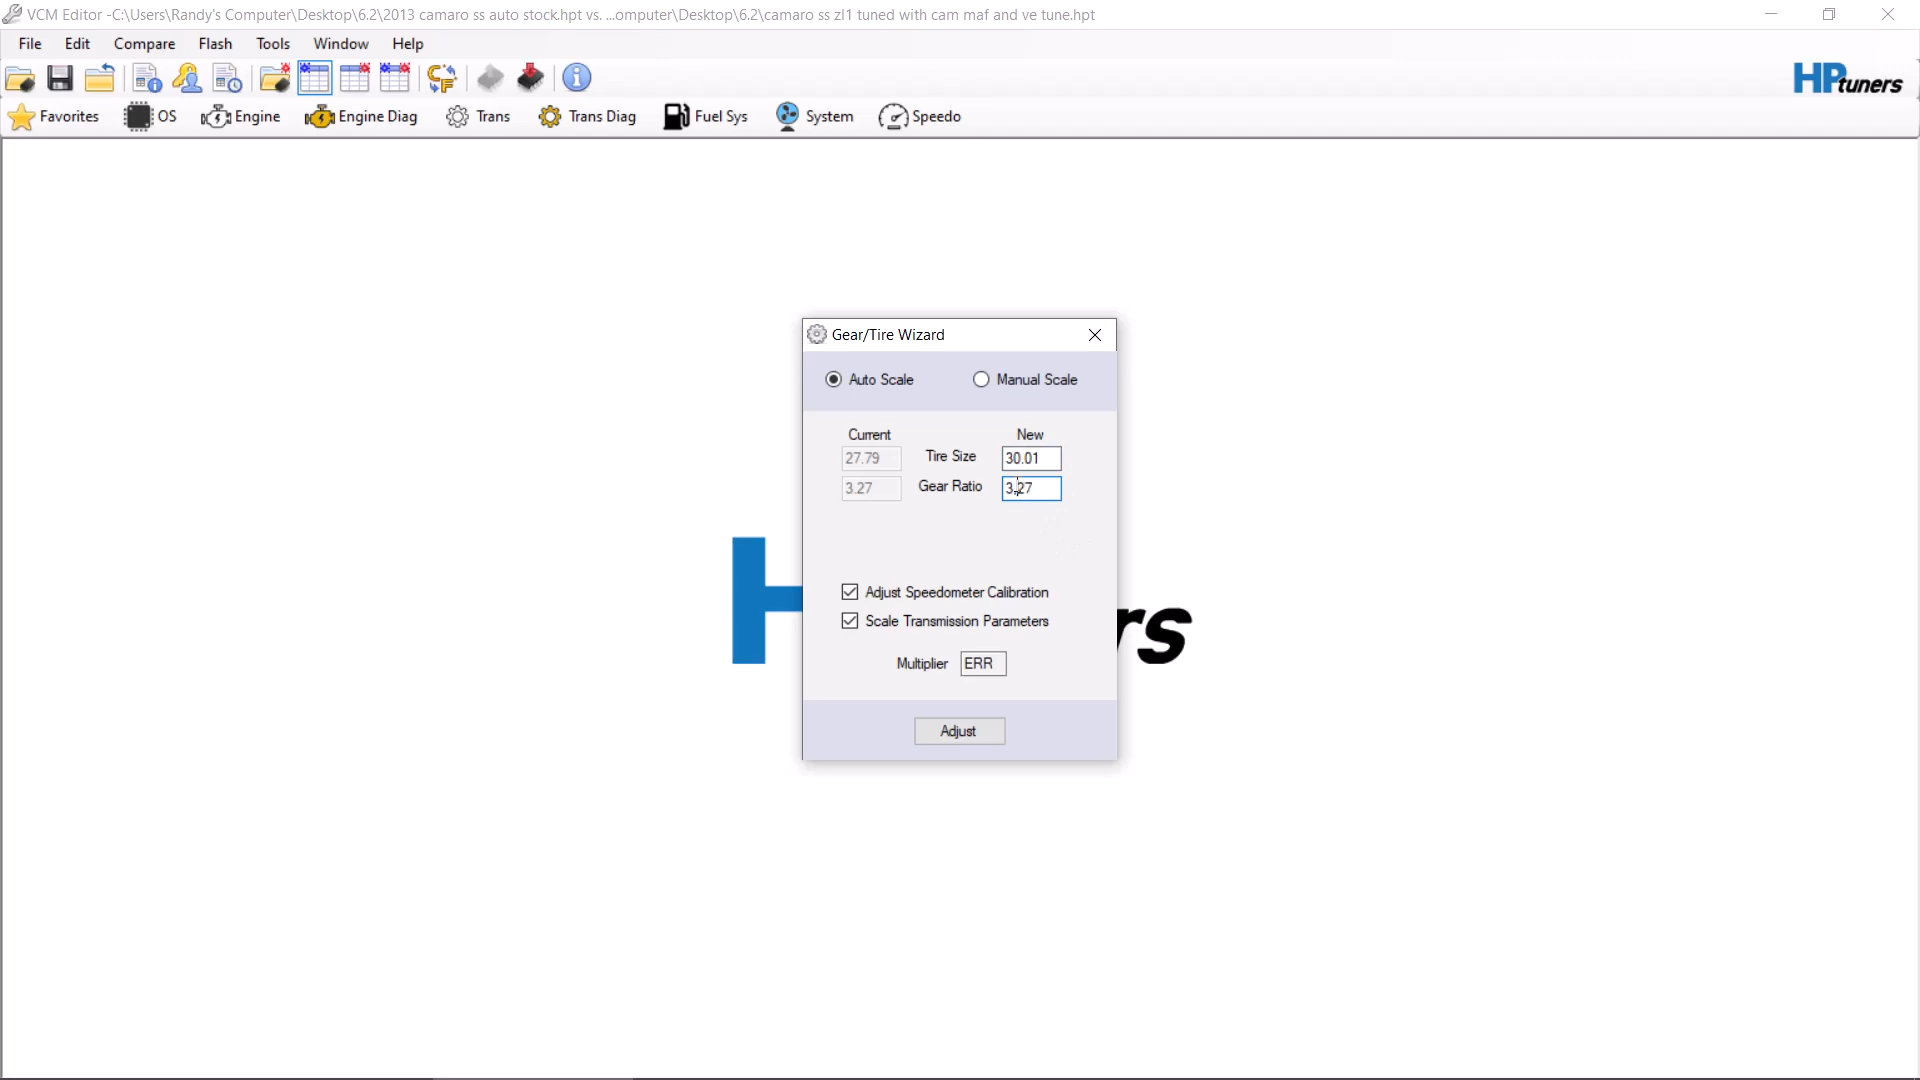 VCM Editor -C:\Users\Randy's Computer\Desktop\6.2\2013 camaro ss auto stock.hpt vs. ...omputer\Desktop\6.2\camaro ss zl1 tuned with cam maf and ve tune.hpt
File Edit Compare Flash Tools Window Help
HPtuners
Favorites OS Engine Engine Diag Trans Trans Diag Fuel Sys System Speedo
Gear/Tire Wizard
Auto Scale Manual Scale
Current New
27.79 Tire Size 30.01
3.27 Gear Ratio 3.27
Adjust Speedometer Calibration
Scale Transmission Parameters
H rs
Multiplier ERR
Adjust